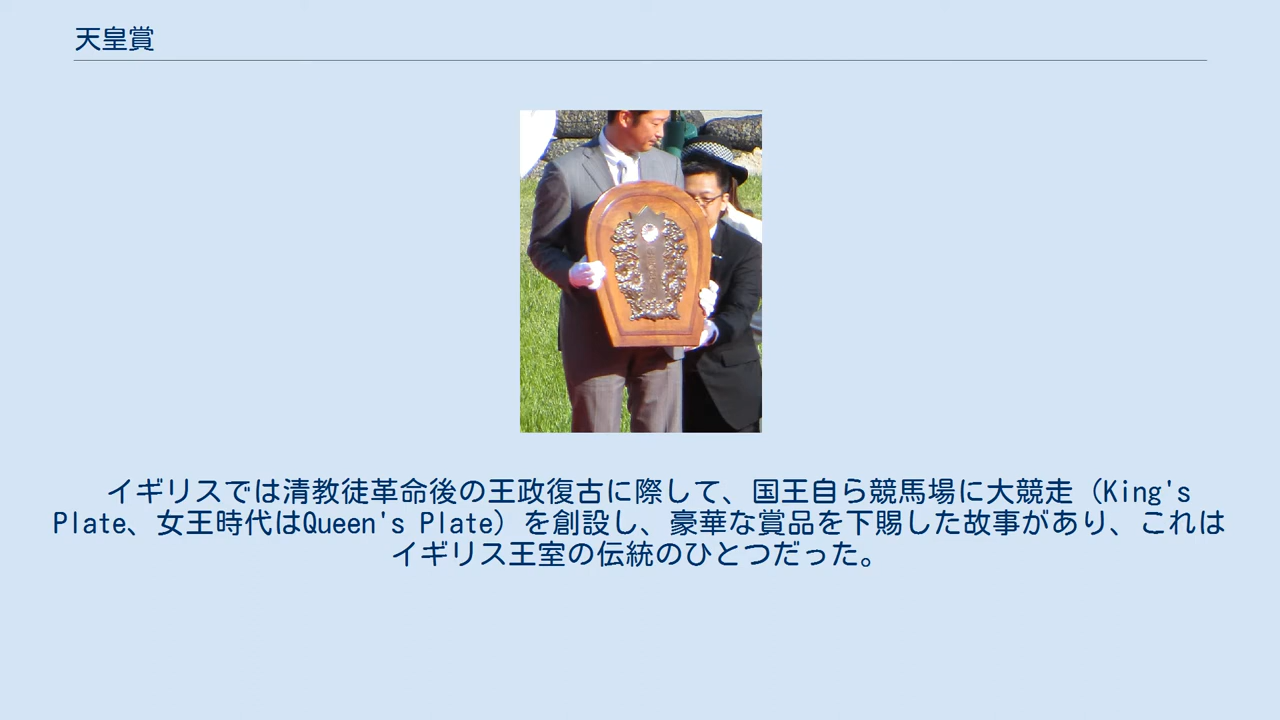 天皇賞
イギリスでは清教徒革命後の王政復古に際して、国王自ら競馬場に大競走（King's
Plate、女王時代はQueen's Plate）を創設し、豪華な賞品を下賜した故事があり、これは
イギリス王室の伝統のひとつだった。